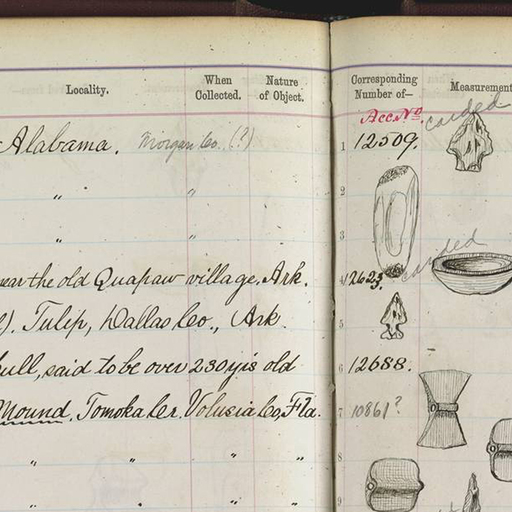 Locality. When Collected. Nature of Object. Corresponding Number of— Measurement
Acc. No. carded
Alabama. Morgan Co. (?) 1 12509.
" " 2
" " 3
near the old Quapaw village, Ark. 4 12623. carded
). Tulip, Dallas Co., Ark. 5
skull, said to be over 230 yrs old 6 12688.
Mound. Tomoka Cr. Volusia Co., Fla. 7 10861?
" " " " 8
" " " 9